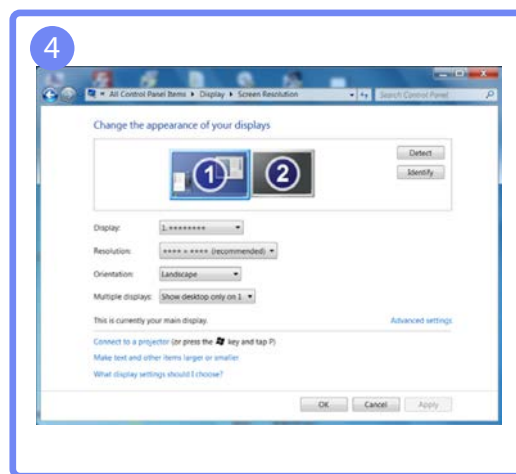 4
All Control Panel Items ▸ Display ▸ Screen Resolution
Search Control Panel
Change the appearance of your displays
1
2
Detect
Identify
Display: 1. ********
Resolution: **** × **** (recommended)
Orientation: Landscape
Multiple displays: Show desktop only on 1
This is currently your main display.
Advanced settings
Connect to a projector (or press the key and tap P)
Make text and other items larger or smaller
What display settings should I choose?
OK
Cancel
Apply